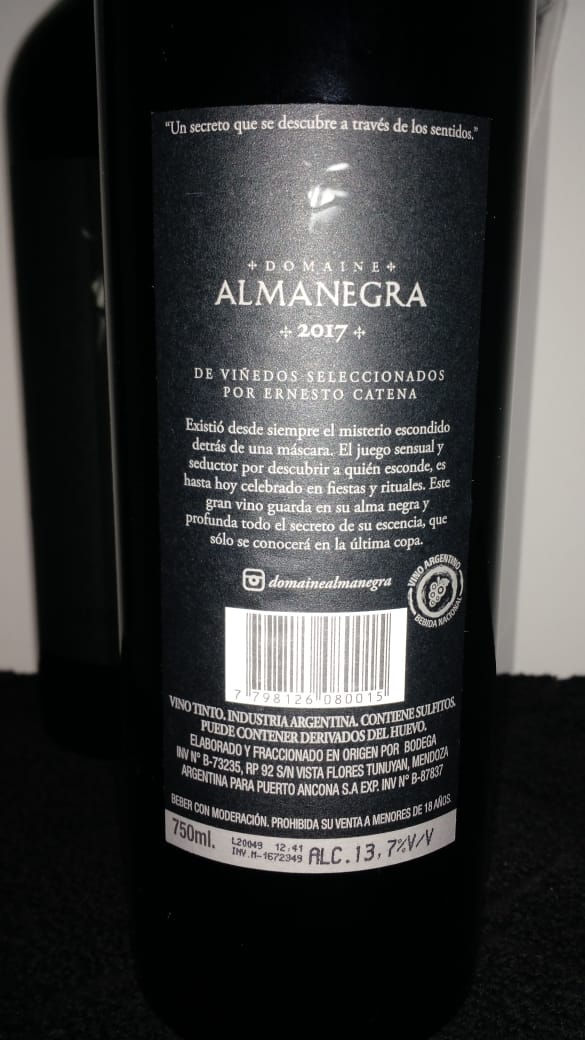 "Un secreto que se descubre a través de los sentidos."
DOMAINE
ALMANEGRA
2017
DE VIÑEDOS SELECCIONADOS
POR ERNESTO CATENA
Existió desde siempre el misterio escondido
detrás de una máscara. El juego sensual y
seductor por descubrir a quién esconde, es
hasta hoy celebrado en fiestas y rituales. Este
gran vino guarda en su alma negra y
profunda todo el secreto de su escencia, que
sólo se conocerá en la última copa.
domainealmanegra
VINO ARGENTINO
BEBIDA NACIONAL
7 798126 080015
VINO TINTO. INDUSTRIA ARGENTINA. CONTIENE SULFITOS.
PUEDE CONTENER DERIVADOS DEL HUEVO.
ELABORADO Y FRACCIONADO EN ORIGEN POR BODEGA
INV Nº B-73235, RP 92 S/N VISTA FLORES TUNUYAN, MENDOZA
ARGENTINA PARA PUERTO ANCONA S.A EXP. INV Nº B-87837
BEBER CON MODERACIÓN. PROHIBIDA SU VENTA A MENORES DE 18 AÑOS.
750ml. L20049 12:41 ALC.13,7%V/V
INV.M-1672349